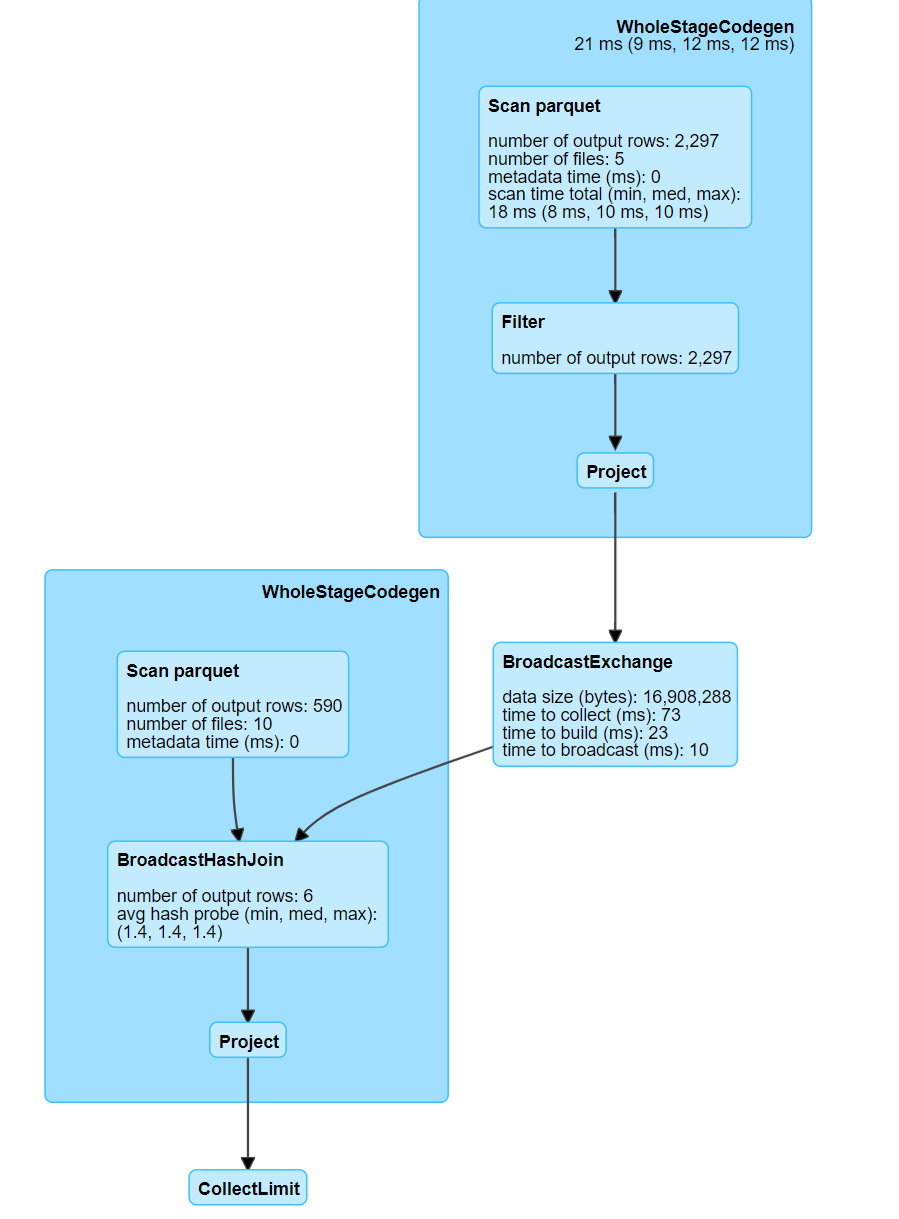 WholeStageCodegen
21 ms (9 ms, 12 ms, 12 ms)
Scan parquet
number of output rows: 2,297
number of files: 5
metadata time (ms): 0
scan time total (min, med, max):
18 ms (8 ms, 10 ms, 10 ms)
Filter
number of output rows: 2,297
Project
WholeStageCodegen
Scan parquet
number of output rows: 590
number of files: 10
metadata time (ms): 0
BroadcastExchange
data size (bytes): 16,908,288
time to collect (ms): 73
time to build (ms): 23
time to broadcast (ms): 10
BroadcastHashJoin
number of output rows: 6
avg hash probe (min, med, max):
(1.4, 1.4, 1.4)
Project
CollectLimit